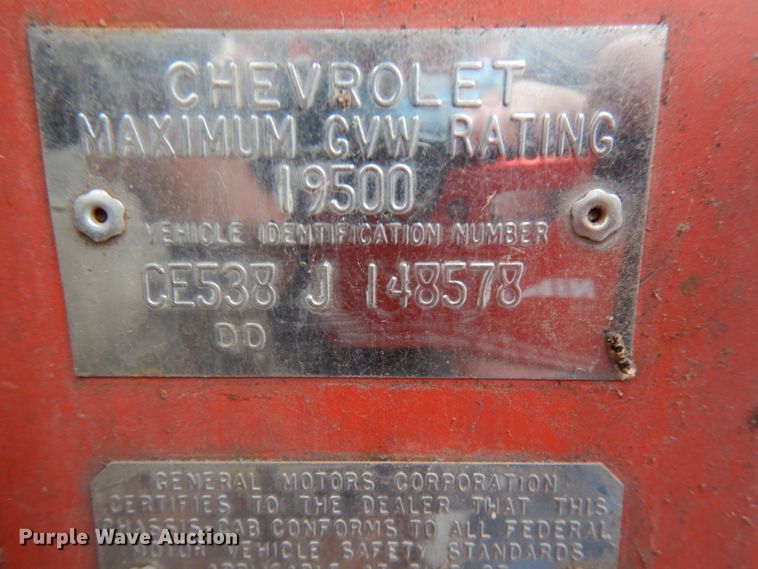 CHEVROLET
MAXIMUM GVW RATING
19500
VEHICLE IDENTIFICATION NUMBER
CE538 J 148578
DD
GENERAL MOTORS CORPORATION
CERTIFIES TO THE DEALER THAT THIS
CHASSIS-CAB CONFORMS TO ALL FEDERAL
MOTOR VEHICLE SAFETY STANDARDS
Purple Wave Auction